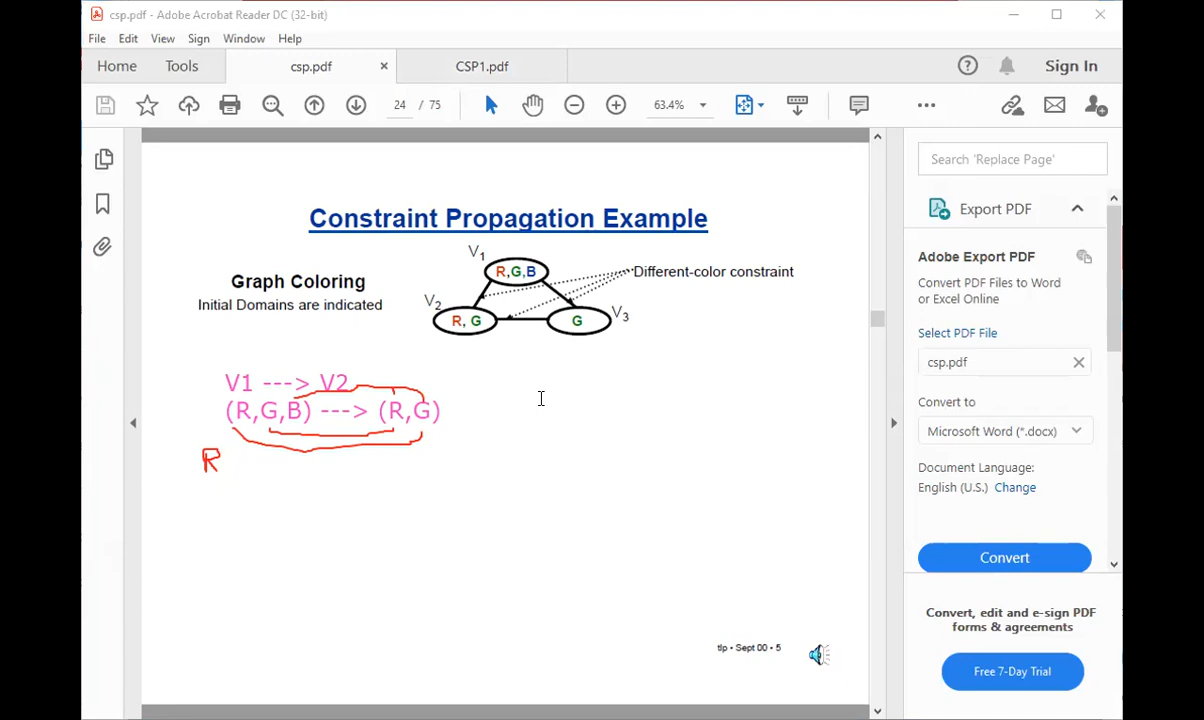 csp.pdf - Adobe Acrobat Reader DC (32-bit)
File Edit View Sign Window Help
Home Tools csp.pdf × CSP1.pdf Sign In
24 / 75 63.4%
Search 'Replace Page'
Export PDF
Adobe Export PDF
Convert PDF Files to Word
or Excel Online
Select PDF File
csp.pdf
Convert to
Microsoft Word (*.docx)
Document Language:
English (U.S.) Change
Convert
Convert, edit and e-sign PDF
forms & agreements
Free 7-Day Trial
Constraint Propagation Example
Graph Coloring
Initial Domains are indicated
V1
R,G,B
Different-color constraint
V2
R, G
G
V3
V1 ---> V2
(R,G,B) ---> (R,G)
R
tlp • Sept 00 • 5